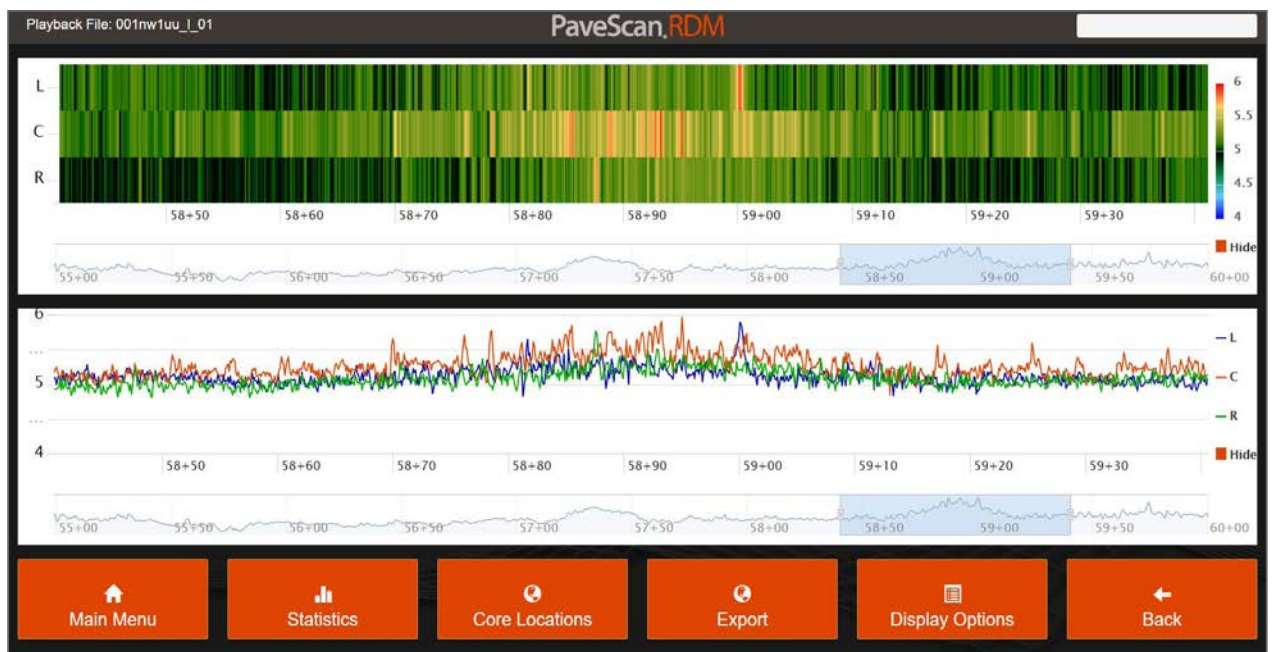 Playback File: 001nw1uu_l_01
PaveScan.RDM
L
C
R
6
5.5
5
4.5
4
58+50 58+60 58+70 58+80 58+90 59+00 59+10 59+20 59+30
Hide
55+00 55+50 56+00 56+50 57+00 57+50 58+00 58+50 59+00 59+50 60+00
6
...
5
...
4
L
C
R
Hide
58+50 58+60 58+70 58+80 58+90 59+00 59+10 59+20 59+30
55+00 55+50 56+00 56+50 57+00 57+50 58+00 58+50 59+00 59+50 60+00
Main Menu Statistics Core Locations Export Display Options Back